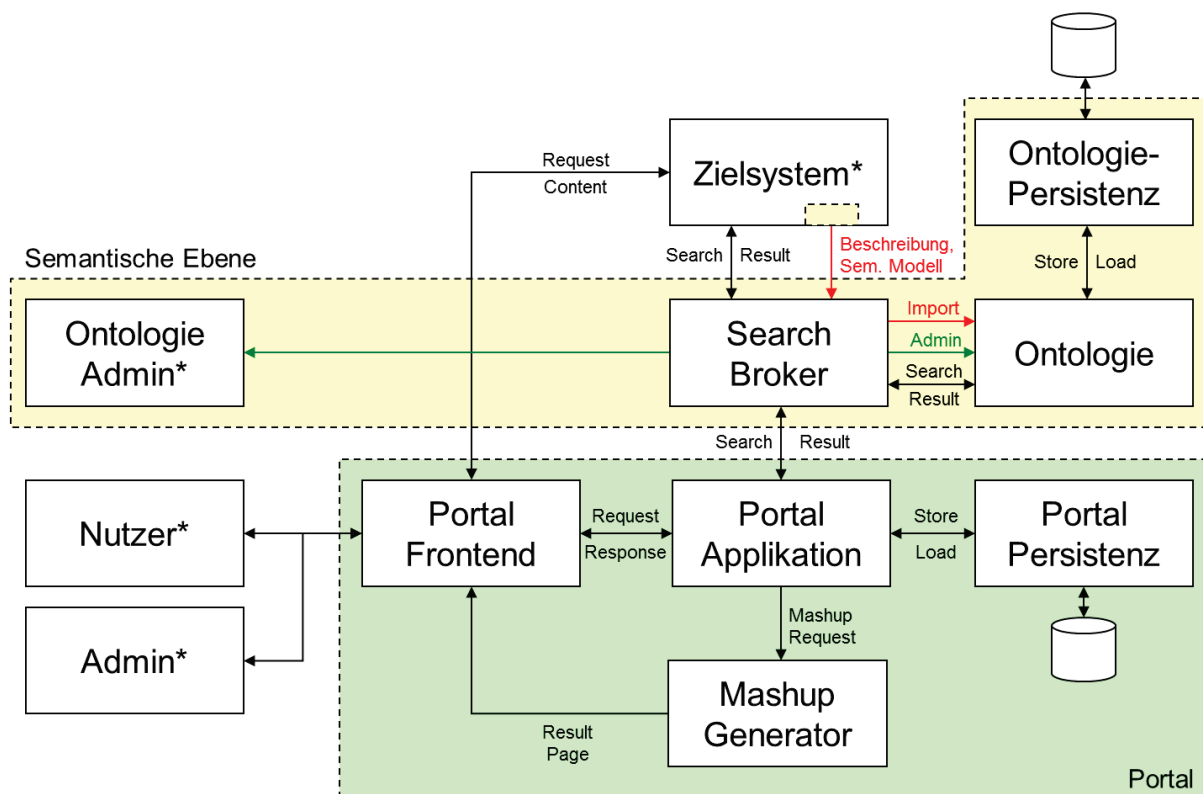 Ontologie-
Persistenz
Zielsystem*
Request
Content
Semantische Ebene
Search Result
Beschreibung,
Sem. Modell
Store Load
Ontologie
Admin*
Search
Broker
Import
Admin
Search
Result
Ontologie
Search Result
Nutzer*
Portal
Frontend
Request
Response
Portal
Applikation
Store
Load
Portal
Persistenz
Admin*
Mashup
Request
Mashup
Generator
Result
Page
Portal